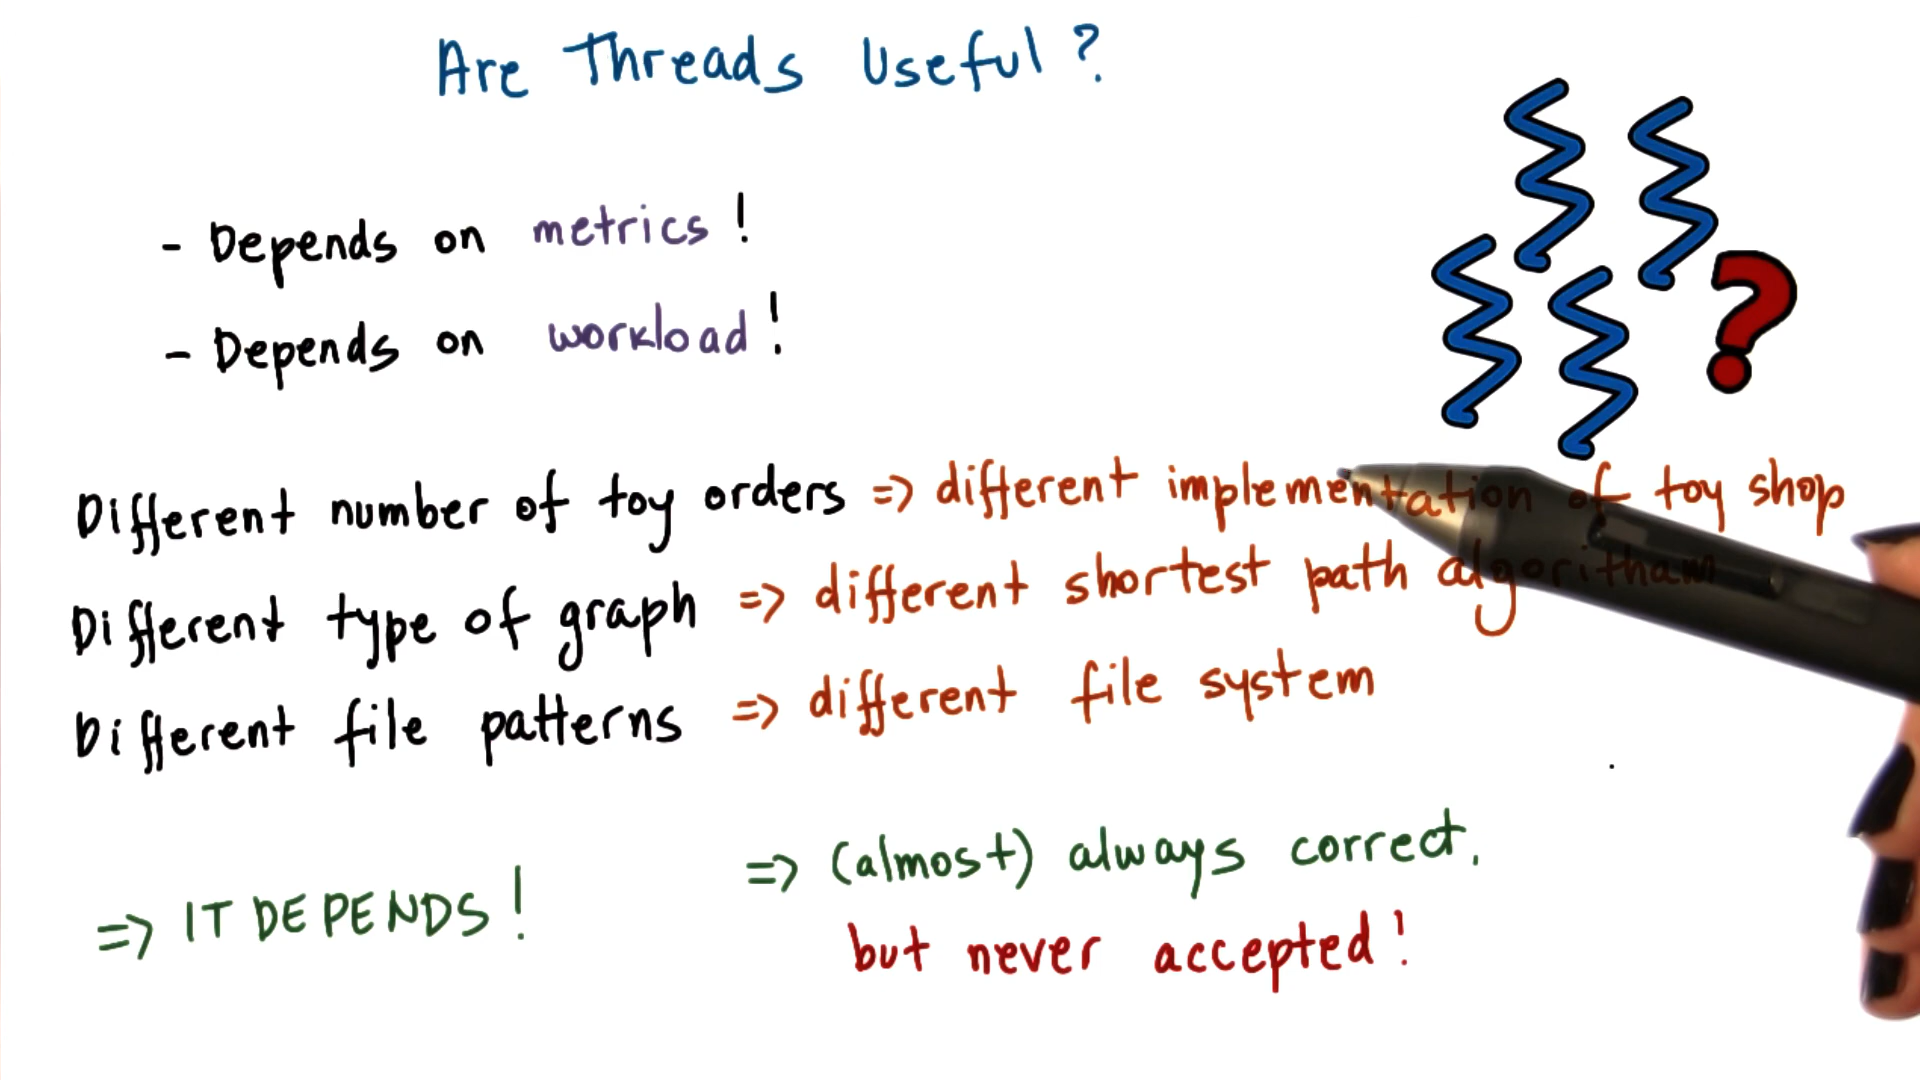 Are Threads Useful?
- Depends on metrics!
- Depends on workload!
Different number of toy orders => different implementation of toy shop
Different type of graph => different shortest path algoritham
Different file patterns => different file system
=> IT DEPENDS!
=> (almost) always correct.
but never accepted!